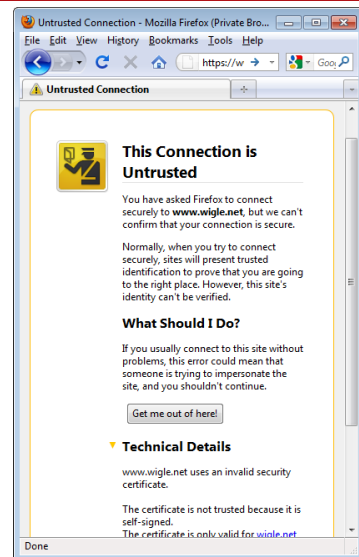 Untrusted Connection - Mozilla Firefox (Private Bro...
File Edit View History Bookmarks Tools Help
https://w
Untrusted Connection
This Connection is
Untrusted
You have asked Firefox to connect
securely to www.wigle.net, but we can't
confirm that your connection is secure.
Normally, when you try to connect
securely, sites will present trusted
identification to prove that you are going
to the right place. However, this site's
identity can't be verified.
What Should I Do?
If you usually connect to this site without
problems, this error could mean that
someone is trying to impersonate the
site, and you shouldn't continue.
Get me out of here!
Technical Details
www.wigle.net uses an invalid security
certificate.
The certificate is not trusted because it is
self-signed.
The certificate is only valid for wigle.net
Done